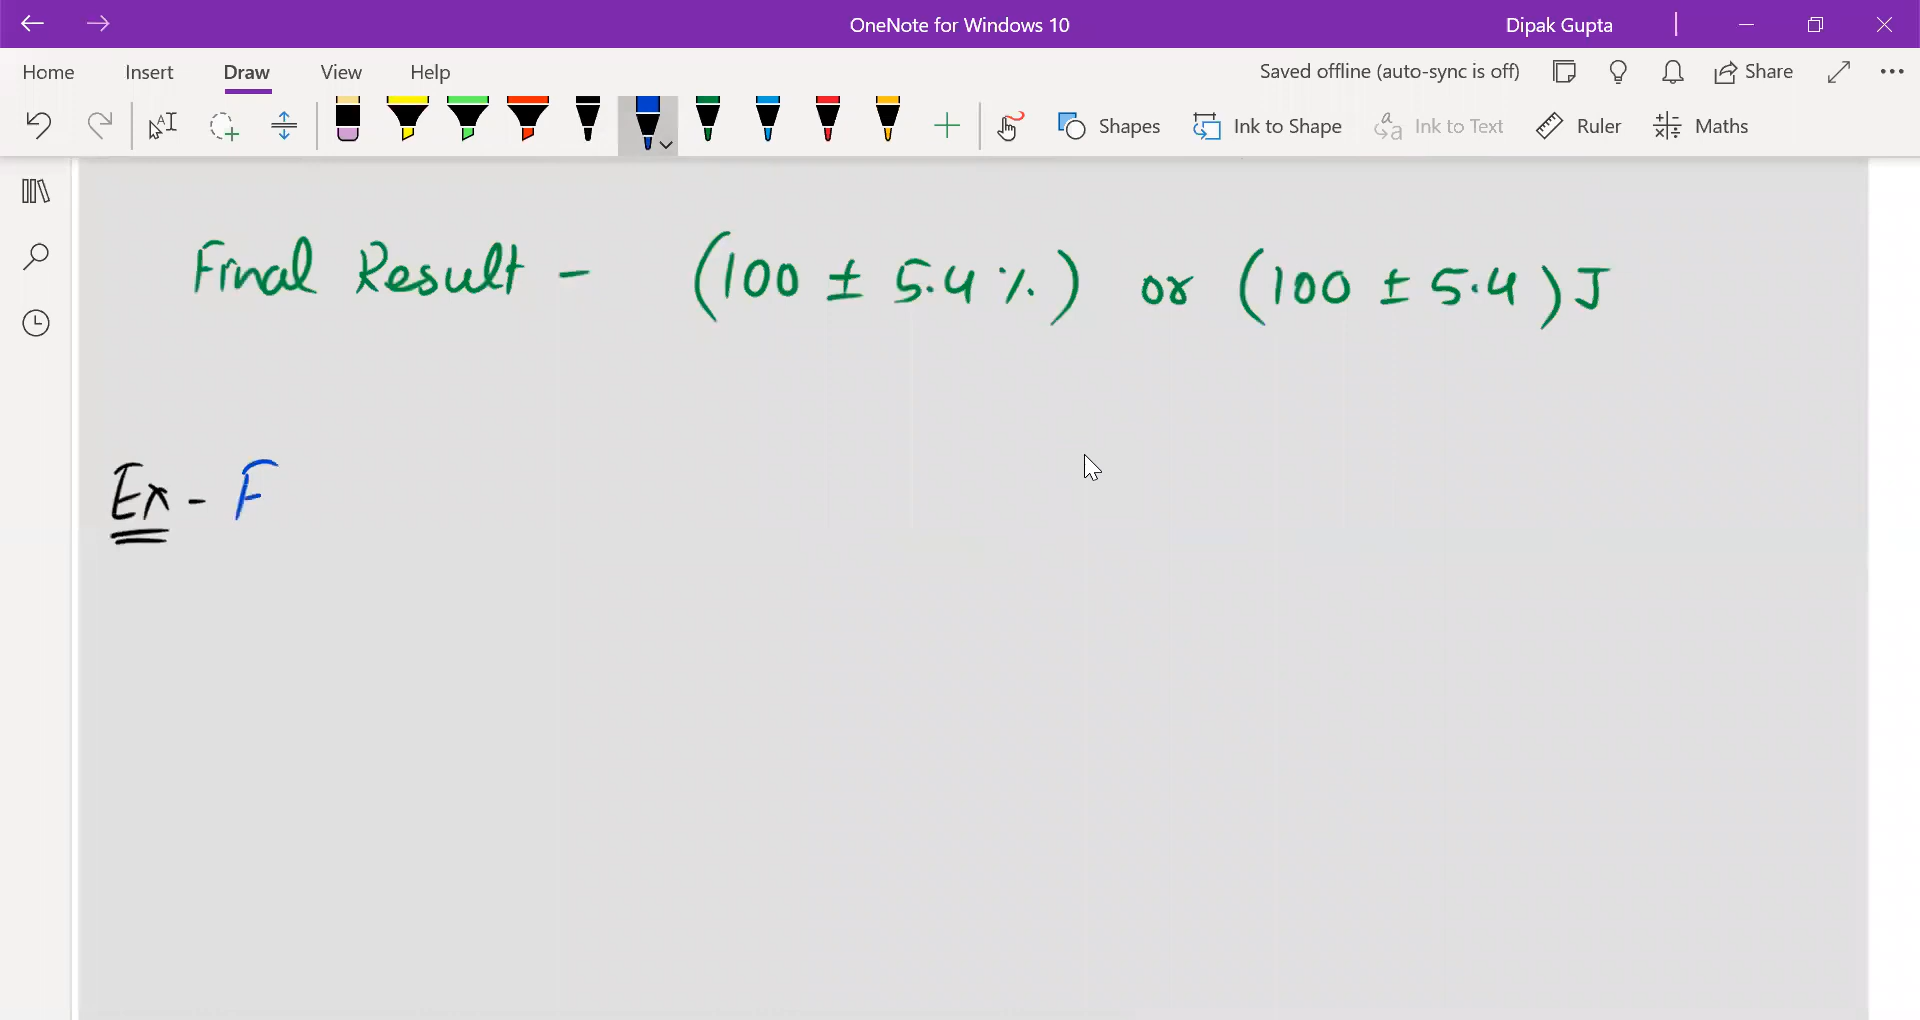 OneNote for Windows 10 Dipak Gupta
Home Insert Draw View Help Saved offline (auto-sync is off) Share
Shapes Ink to Shape Ink to Text Ruler Maths
Final Result - (100 ± 5.4 %) or (100 ± 5.4) J
Ex - F